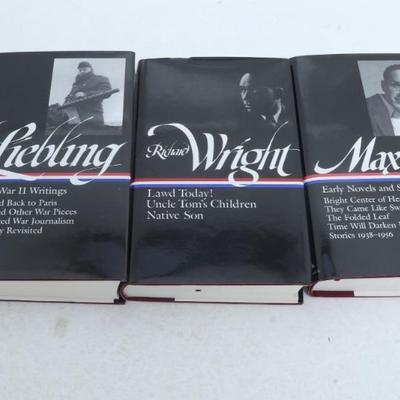 Liebling
War II Writings
d Back to Paris
d Other War Pieces
red War Journalism
y Revisited
Richard Wright
Lawd Today!
Uncle Tom's Children
Native Son
Max
Early Novels and S
Bright Center of Hea
They Came Like Sw
The Folded Leaf
Time Will Darken
Stories 1938–1956